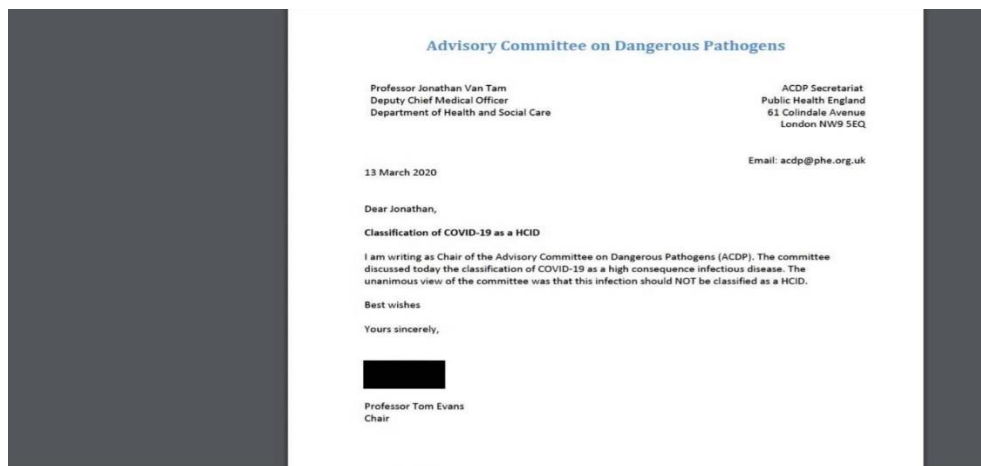 Advisory Committee on Dangerous Pathogens
Professor Jonathan Van Tam
Deputy Chief Medical Officer
Department of Health and Social Care
ACDP Secretariat
Public Health England
61 Colindale Avenue
London NW9 5EQ
Email: acdp@phe.org.uk
13 March 2020
Dear Jonathan,
Classification of COVID-19 as a HCID
I am writing as Chair of the Advisory Committee on Dangerous Pathogens (ACDP). The committee
discussed today the classification of COVID-19 as a high consequence infectious disease. The
unanimous view of the committee was that this infection should NOT be classified as a HCID.
Best wishes
Yours sincerely,
Professor Tom Evans
Chair